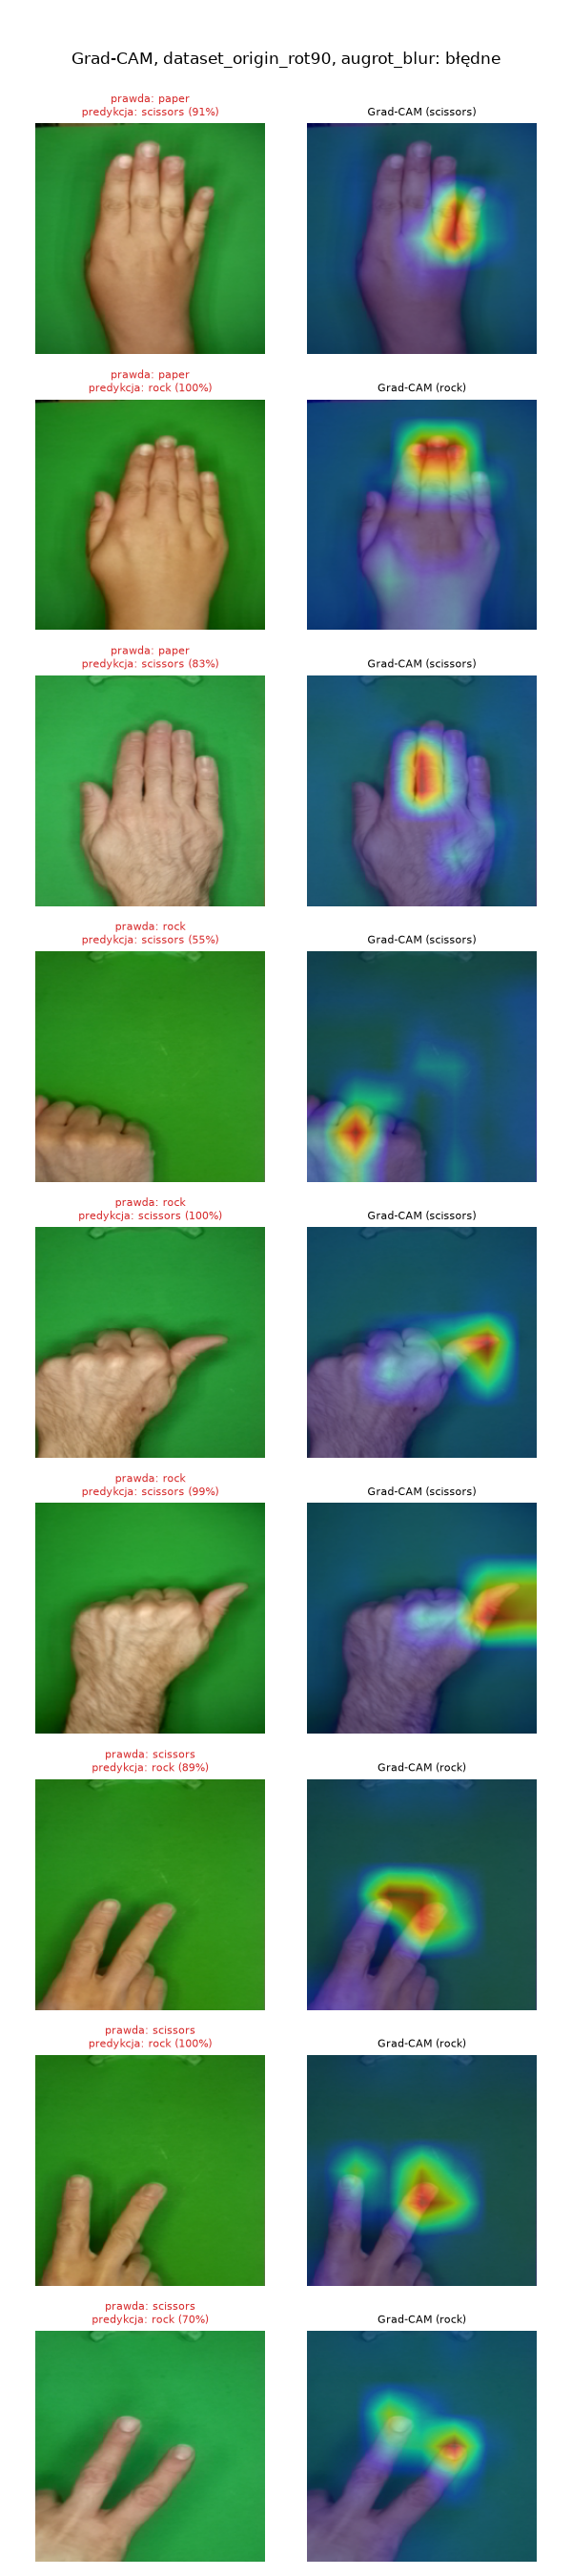 Grad-CAM, dataset_origin_rot90, augrot_blur: błędne
prawda: paper
predykcja: scissors (91%)
Grad-CAM (scissors)
prawda: paper
predykcja: rock (100%)
Grad-CAM (rock)
prawda: paper
predykcja: scissors (83%)
Grad-CAM (scissors)
prawda: rock
predykcja: scissors (55%)
Grad-CAM (scissors)
prawda: rock
predykcja: scissors (100%)
Grad-CAM (scissors)
prawda: rock
predykcja: scissors (99%)
Grad-CAM (scissors)
prawda: scissors
predykcja: rock (89%)
Grad-CAM (rock)
prawda: scissors
predykcja: rock (100%)
Grad-CAM (rock)
prawda: scissors
predykcja: rock (70%)
Grad-CAM (rock)